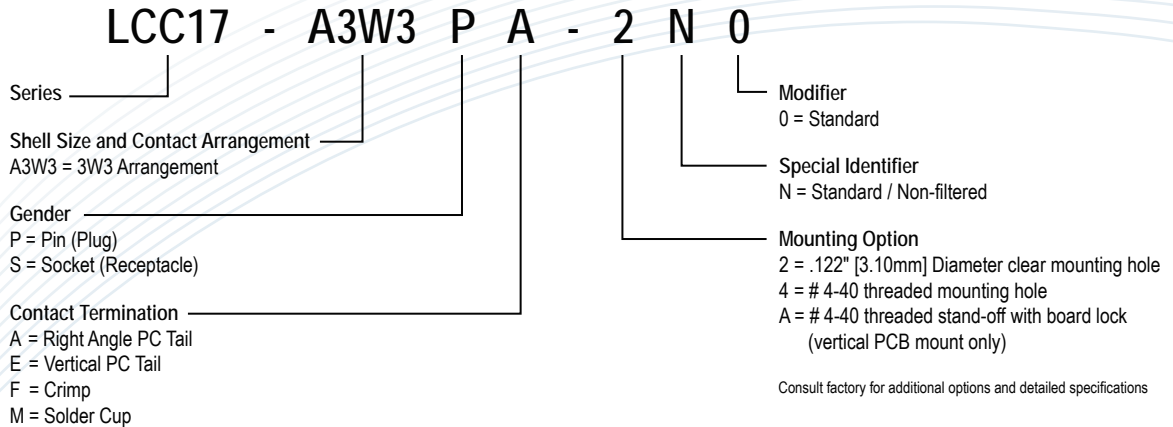 LCC17 - A3W3 P A - 2 N 0
Series
Shell Size and Contact Arrangement
A3W3 = 3W3 Arrangement
Gender
P = Pin (Plug)
S = Socket (Receptacle)
Contact Termination
A = Right Angle PC Tail
E = Vertical PC Tail
F = Crimp
M = Solder Cup
Modifier
0 = Standard
Special Identifier
N = Standard / Non-filtered
Mounting Option
2 = .122" [3.10mm] Diameter clear mounting hole
4 = # 4-40 threaded mounting hole
A = # 4-40 threaded stand-off with board lock
(vertical PCB mount only)
Consult factory for additional options and detailed specifications